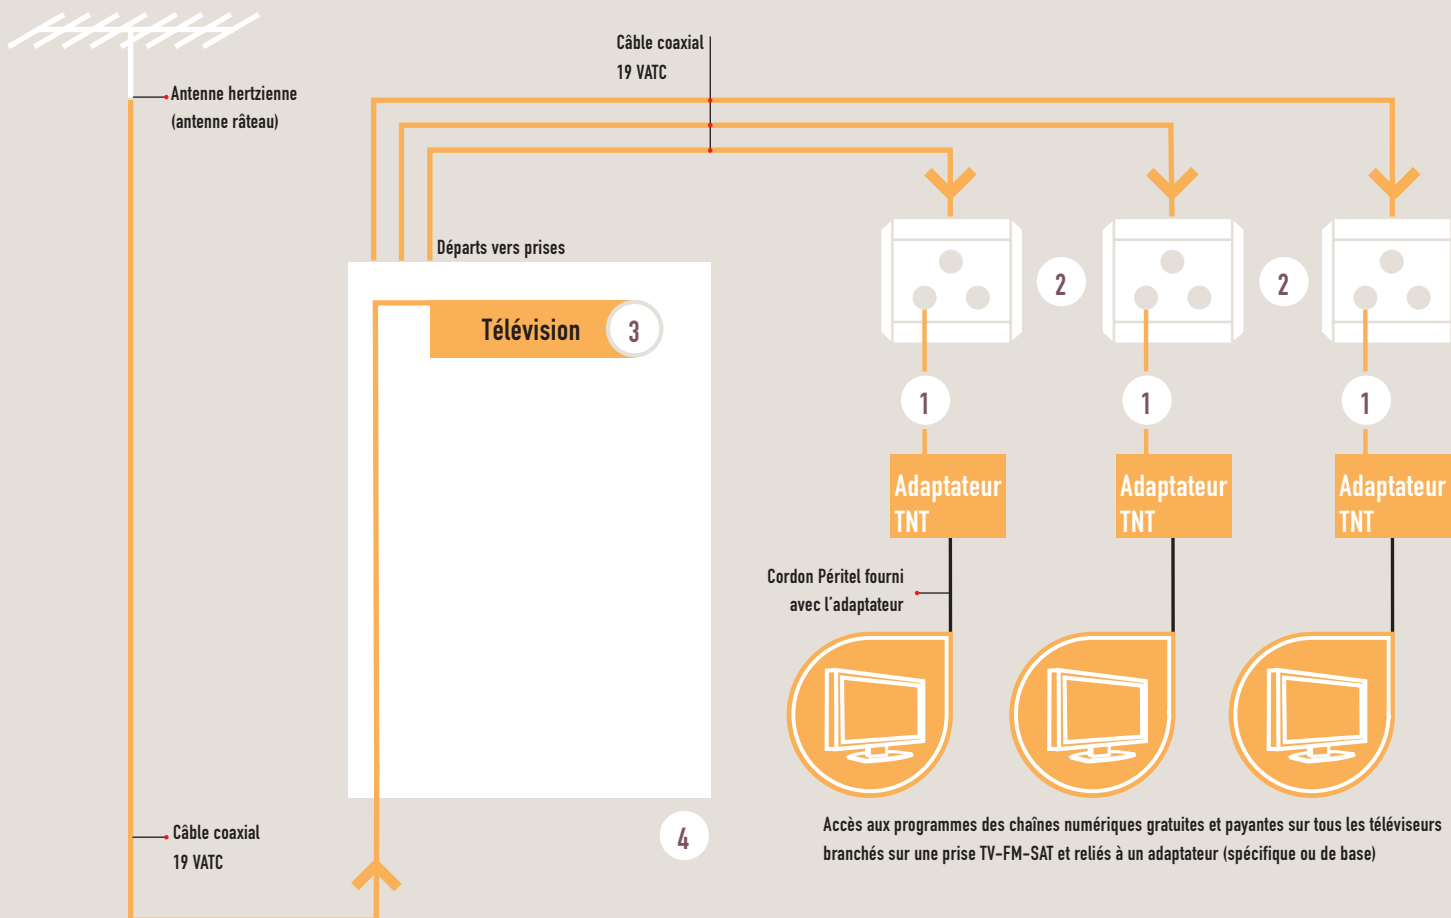 Câble coaxial
19 VATC
Antenne hertzienne
(antenne râteau)
Départs vers prises
Télévision 3
2 2
1 1 1
Adaptateur
TNT
Adaptateur
TNT
Adaptateur
TNT
Cordon Péritel fourni
avec l'adaptateur
4
Câble coaxial
19 VATC
Accès aux programmes des chaînes numériques gratuites et payantes sur tous les téléviseurs
branchés sur une prise TV-FM-SAT et reliés à un adaptateur (spécifique ou de base)